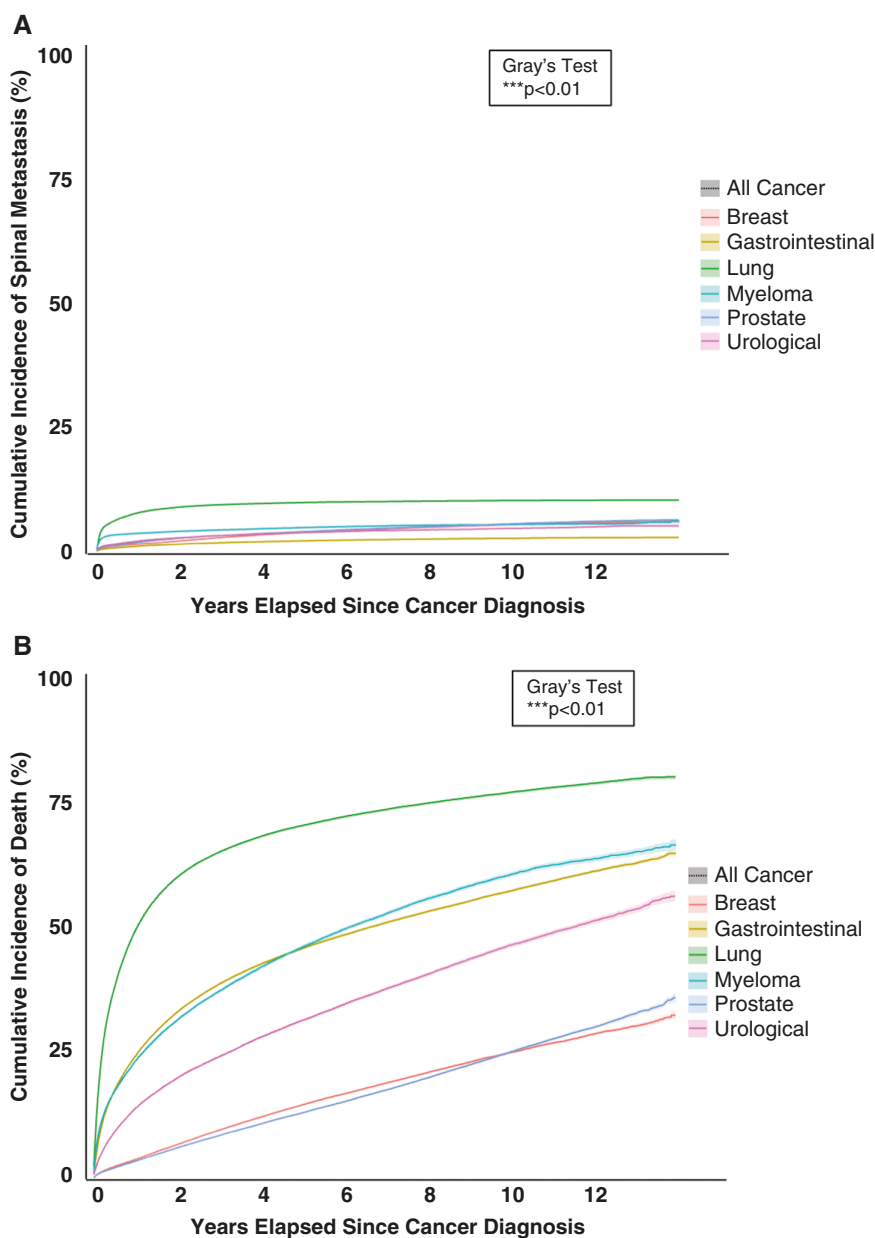 A
Cumulative Incidence of Spinal Metastasis (%)
100
75
50
25
0
Gray's Test
***p<0.01
All Cancer
Breast
Gastrointestinal
Lung
Myeloma
Prostate
Urological
0 2 4 6 8 10 12
Years Elapsed Since Cancer Diagnosis
B
Cumulative Incidence of Death (%)
100
75
50
25
0
Gray's Test
***p<0.01
All Cancer
Breast
Gastrointestinal
Lung
Myeloma
Prostate
Urological
0 2 4 6 8 10 12
Years Elapsed Since Cancer Diagnosis